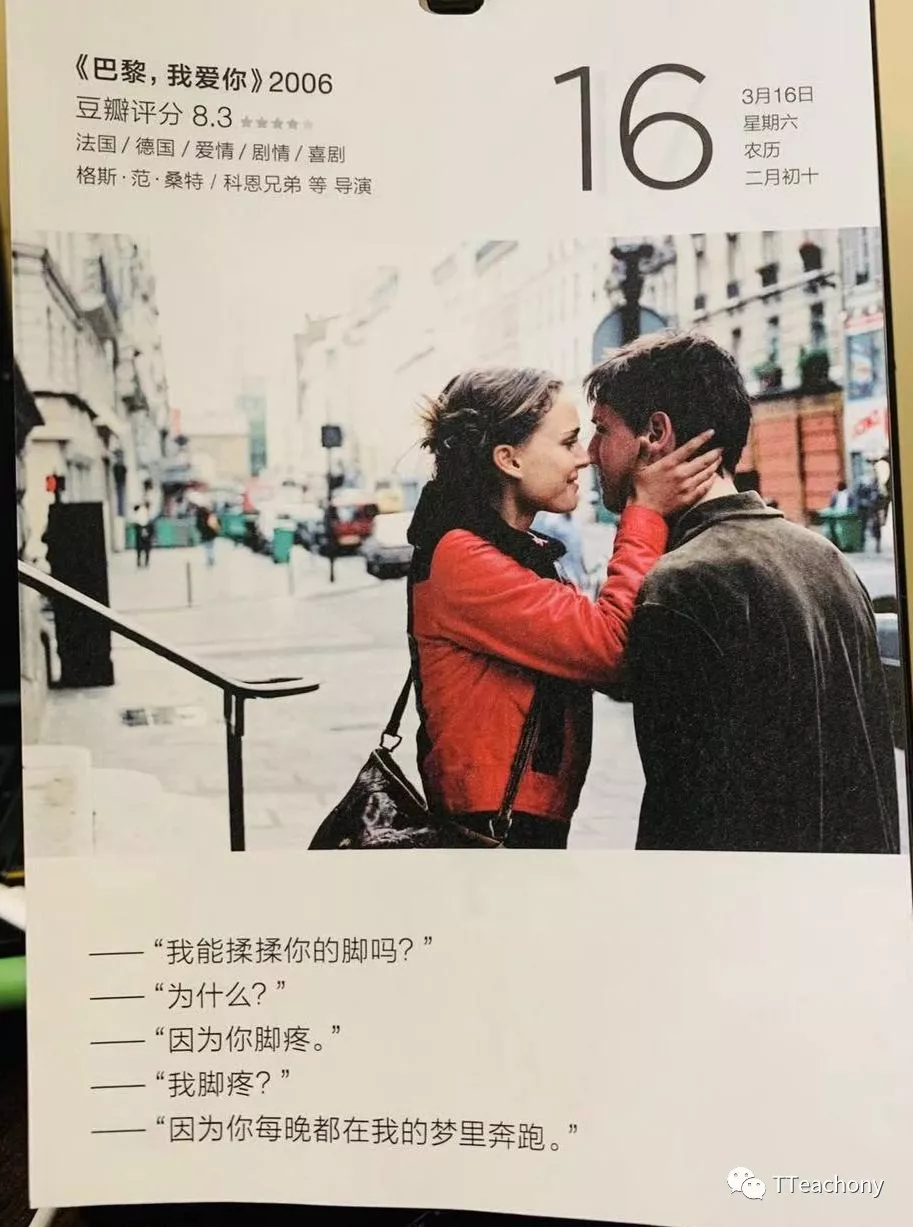 《巴黎，我爱你》2006
豆瓣评分 8.3
法国 / 德国 / 爱情 / 剧情 / 喜剧
格斯·范·桑特 / 科恩兄弟 等 导演
16
3月16日
星期六
农历
二月初十
——“我能揉揉你的脚吗？”
——“为什么？”
——“因为你脚疼。”
——“我脚疼？”
——“因为你每晚都在我的梦里奔跑。”
TTeachony